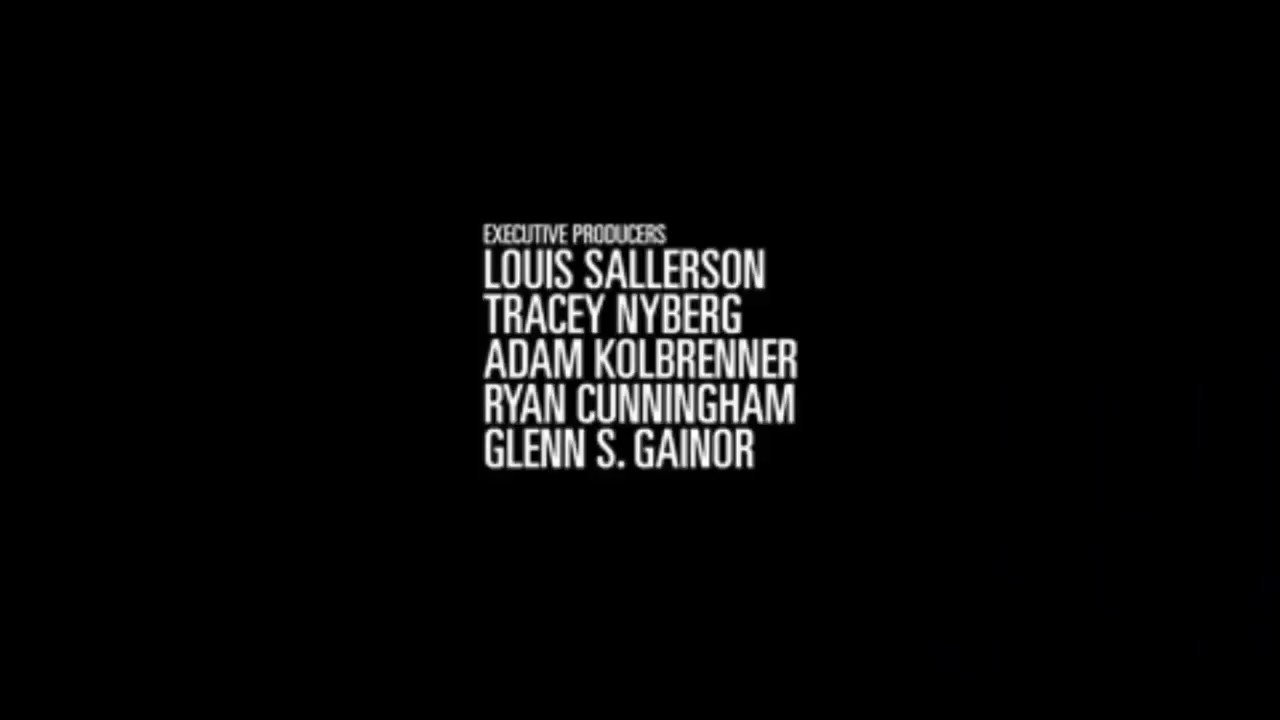 EXECUTIVE PRODUCERS
LOUIS SALLERSON
TRACEY NYBERG
ADAM KOLBRENNER
RYAN CUNNINGHAM
GLENN S. GAINOR